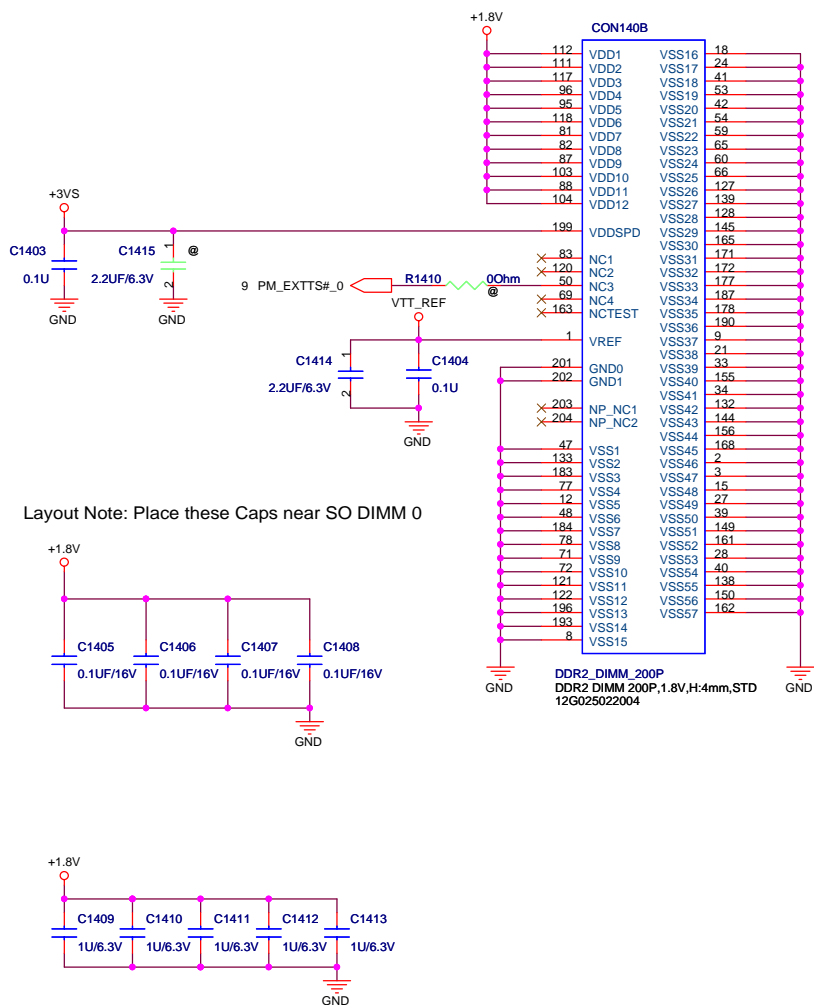 +1.8V
CON140B
112 VDD1 VSS16 18
111 VDD2 VSS17 24
117 VDD3 VSS18 41
96 VDD4 VSS19 53
95 VDD5 VSS20 42
118 VDD6 VSS21 54
81 VDD7 VSS22 59
82 VDD8 VSS23 65
87 VDD9 VSS24 60
103 VDD10 VSS25 66
88 VDD11 VSS26 127
104 VDD12 VSS27 139
VSS28 128
+3VS
199 VDDSPD VSS29 145
VSS30 165
C1403
0.1U
GND
C1415 1 @
2.2UF/6.3V 2
GND
83 NC1 VSS31 171
120 NC2 VSS32 172
9 PM_EXTTS#_0 R1410 0Ohm @ 50 NC3 VSS33 177
69 NC4 VSS34 187
163 NCTEST VSS35 178
VSS36 190
VTT_REF
1 VREF VSS37 9
VSS38 21
C1414 1
2.2UF/6.3V 2
C1404
0.1U
GND
201 GND0 VSS39 33
202 GND1 VSS40 155
VSS41 34
203 NP_NC1 VSS42 132
204 NP_NC2 VSS43 144
VSS44 156
47 VSS1 VSS45 168
133 VSS2 VSS46 2
183 VSS3 VSS47 3
77 VSS4 VSS48 15
12 VSS5 VSS49 27
48 VSS6 VSS50 39
184 VSS7 VSS51 149
78 VSS8 VSS52 161
71 VSS9 VSS53 28
72 VSS10 VSS54 40
121 VSS11 VSS55 138
122 VSS12 VSS56 150
196 VSS13 VSS57 162
193 VSS14
8 VSS15
GND
GND
DDR2_DIMM_200P
DDR2 DIMM 200P,1.8V,H:4mm,STD
12G025022004
Layout Note: Place these Caps near SO DIMM 0
+1.8V
C1405 C1406 C1407 C1408
0.1UF/16V 0.1UF/16V 0.1UF/16V 0.1UF/16V
GND
+1.8V
C1409 C1410 C1411 C1412 C1413
1U/6.3V 1U/6.3V 1U/6.3V 1U/6.3V 1U/6.3V
GND